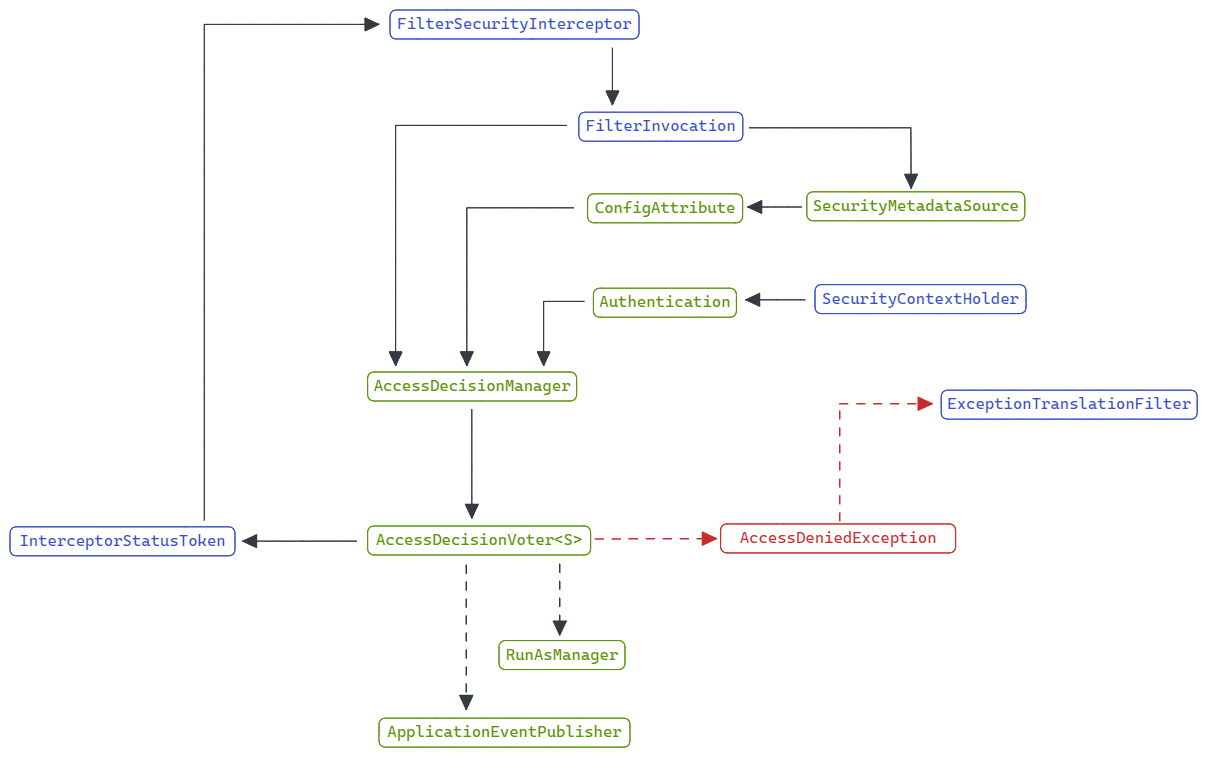 FilterSecurityInterceptor
FilterInvocation
ConfigAttribute
SecurityMetadataSource
Authentication
SecurityContextHolder
AccessDecisionManager
ExceptionTranslationFilter
InterceptorStatusToken
AccessDecisionVoter<S>
AccessDeniedException
RunAsManager
ApplicationEventPublisher